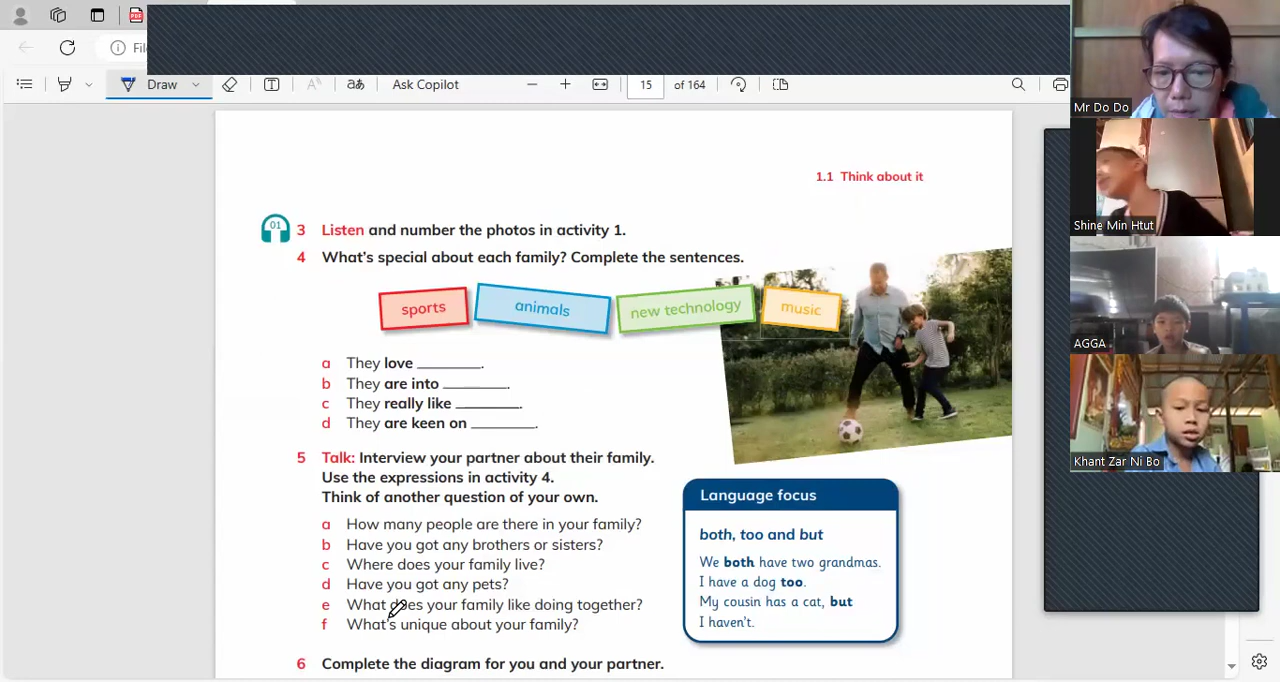 Fil
Draw
Ask Copilot
15 of 164
Mr Do Do
Shine Min Htut
AGGA
Khant Zar Ni Bo
1.1 Think about it
01
3 Listen and number the photos in activity 1.
4 What's special about each family? Complete the sentences.
sports animals new technology music
a They love ________.
b They are into ________.
c They really like ________.
d They are keen on ________.
5 Talk: Interview your partner about their family.
Use the expressions in activity 4.
Think of another question of your own.
a How many people are there in your family?
b Have you got any brothers or sisters?
c Where does your family live?
d Have you got any pets?
e What does your family like doing together?
f What's unique about your family?
Language focus
both, too and but
We both have two grandmas.
I have a dog too.
My cousin has a cat, but
I haven't.
6 Complete the diagram for you and your partner.